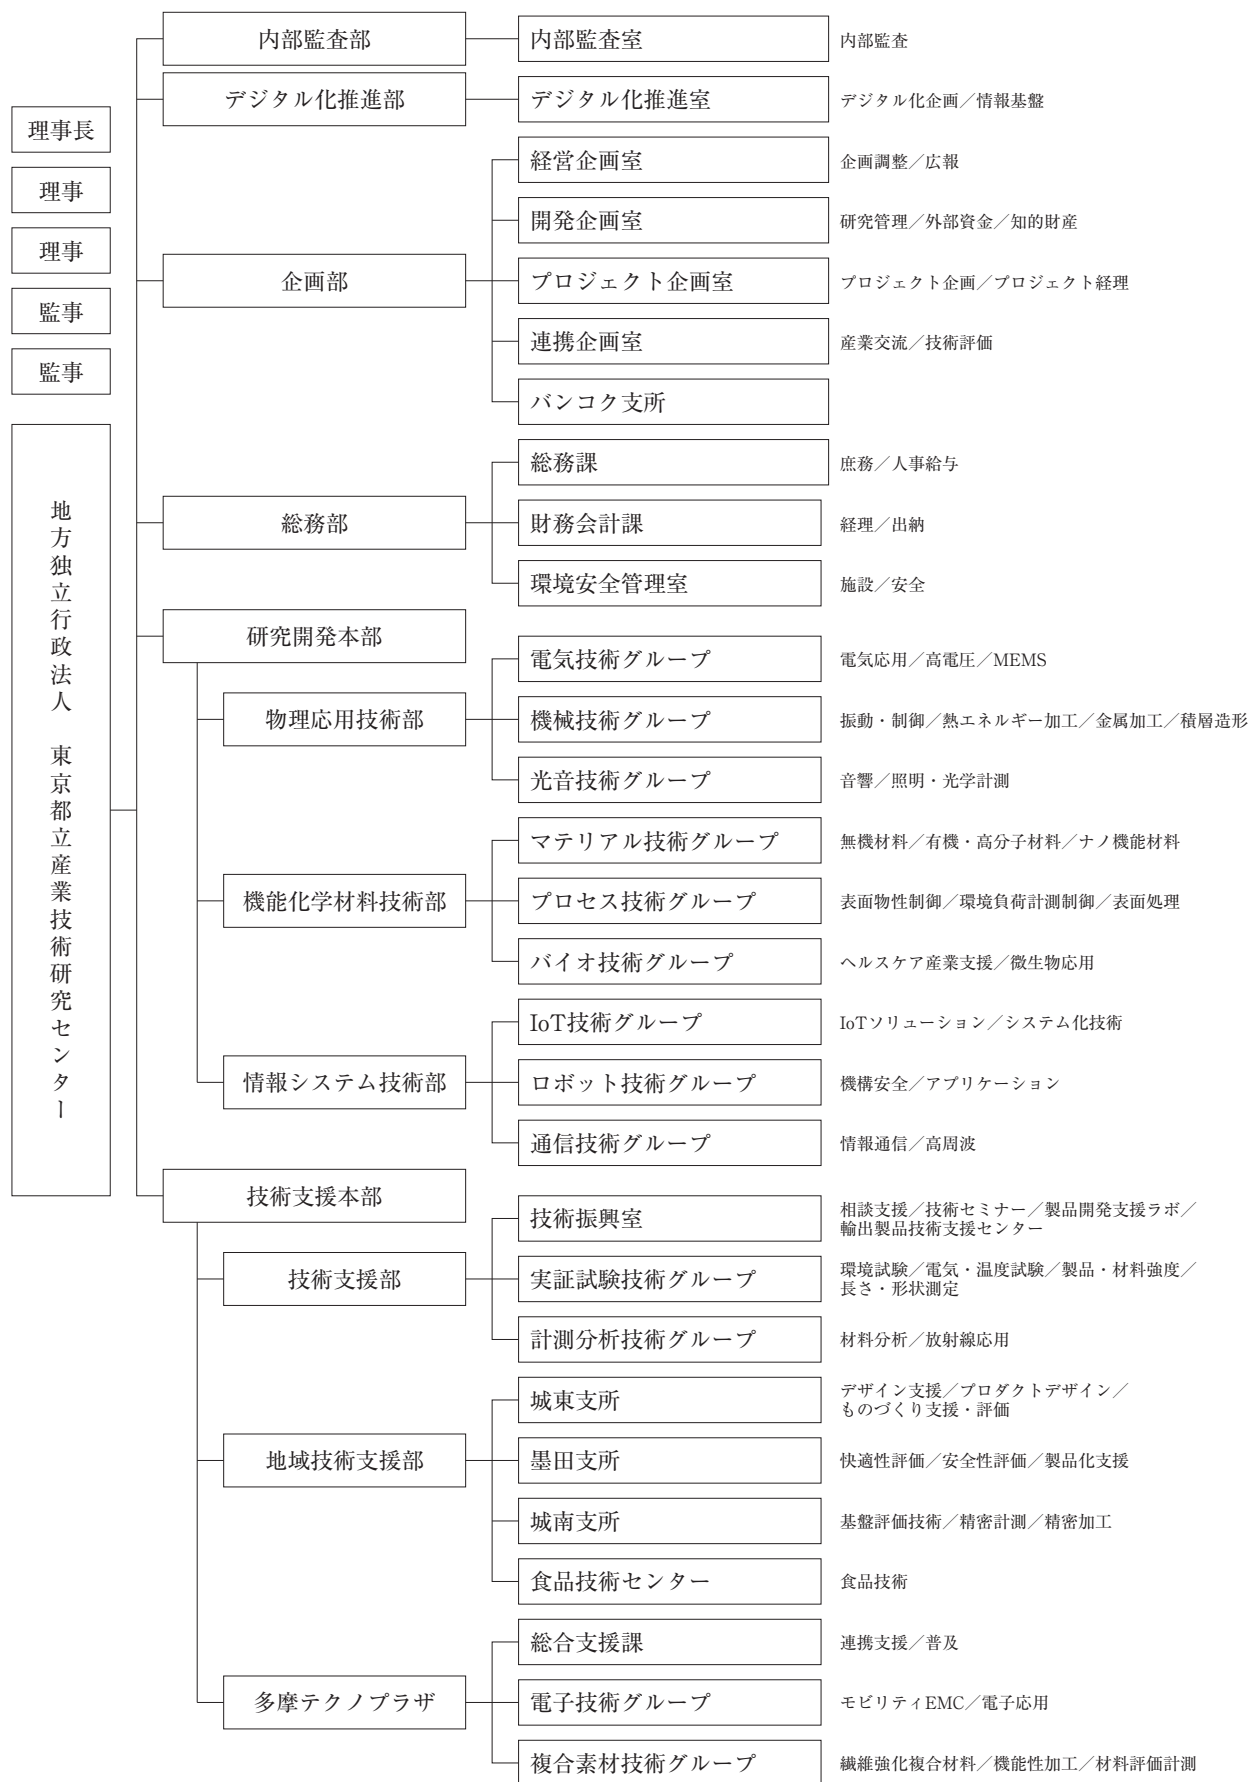 理事長
理事
理事
監事
監事
地方独立行政法人 東京都立産業技術研究センター
内部監査部
内部監査室
内部監査
デジタル化推進部
デジタル化推進室
デジタル化企画／情報基盤
企画部
経営企画室
企画調整／広報
開発企画室
研究管理／外部資金／知的財産
プロジェクト企画室
プロジェクト企画／プロジェクト経理
連携企画室
産業交流／技術評価
バンコク支所
総務部
総務課
庶務／人事給与
財務会計課
経理／出納
環境安全管理室
施設／安全
研究開発本部
物理応用技術部
電気技術グループ
電気応用／高電圧／MEMS
機械技術グループ
振動・制御／熱エネルギー加工／金属加工／積層造形
光音技術グループ
音響／照明・光学計測
機能化学材料技術部
マテリアル技術グループ
無機材料／有機・高分子材料／ナノ機能材料
プロセス技術グループ
表面物性制御／環境負荷計測制御／表面処理
バイオ技術グループ
ヘルスケア産業支援／微生物応用
情報システム技術部
IoT技術グループ
IoTソリューション／システム化技術
ロボット技術グループ
機構安全／アプリケーション
通信技術グループ
情報通信／高周波
技術支援本部
技術支援部
技術振興室
相談支援／技術セミナー／製品開発支援ラボ／
輸出製品技術支援センター
実証試験技術グループ
環境試験／電気・温度試験／製品・材料強度／
長さ・形状測定
計測分析技術グループ
材料分析／放射線応用
地域技術支援部
城東支所
デザイン支援／プロダクトデザイン／
ものづくり支援・評価
墨田支所
快適性評価／安全性評価／製品化支援
城南支所
基盤評価技術／精密計測／精密加工
食品技術センター
食品技術
多摩テクノプラザ
総合支援課
連携支援／普及
電子技術グループ
モビリティEMC／電子応用
複合素材技術グループ
繊維強化複合材料／機能性加工／材料評価計測